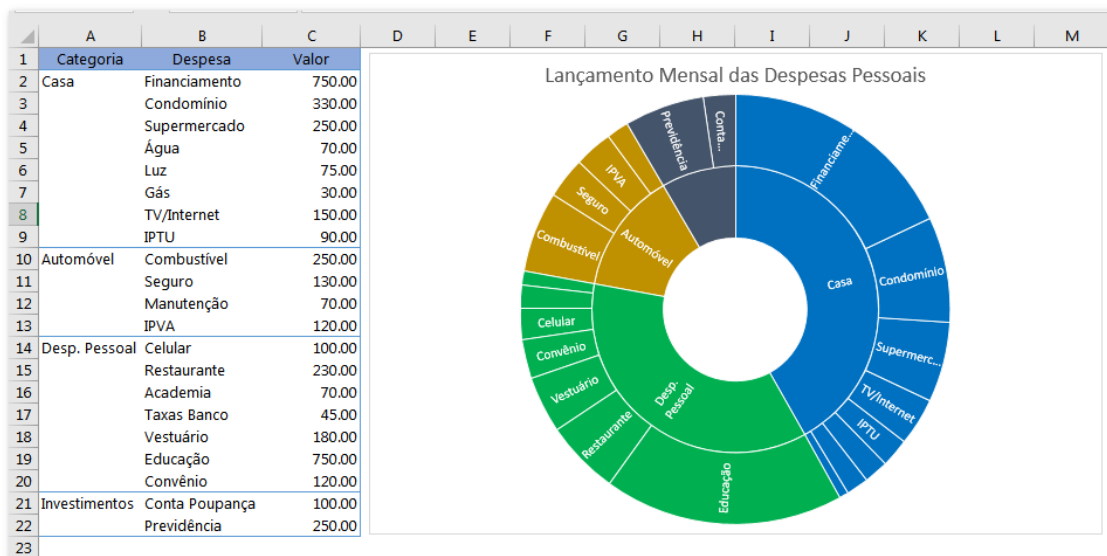 A B C D E F G H I J K L M
1 Categoria Despesa Valor
2 Casa Financiamento 750.00
3 Condomínio 330.00
4 Supermercado 250.00
5 Água 70.00
6 Luz 75.00
7 Gás 30.00
8 TV/Internet 150.00
9 IPTU 90.00
10 Automóvel Combustível 250.00
11 Seguro 130.00
12 Manutenção 70.00
13 IPVA 120.00
14 Desp. Pessoal Celular 100.00
15 Restaurante 230.00
16 Academia 70.00
17 Taxas Banco 45.00
18 Vestuário 180.00
19 Educação 750.00
20 Convênio 120.00
21 Investimentos Conta Poupança 100.00
22 Previdência 250.00
23
Lançamento Mensal das Despesas Pessoais
Financiame...
Condomínio
Supermerc...
TV/Internet
IPTU
Casa
Educação
Restaurante
Vestuário
Convênio
Celular
Desp.
Pessoal
Combustível
Seguro
IPVA
Automóvel
Previdência
Conta...